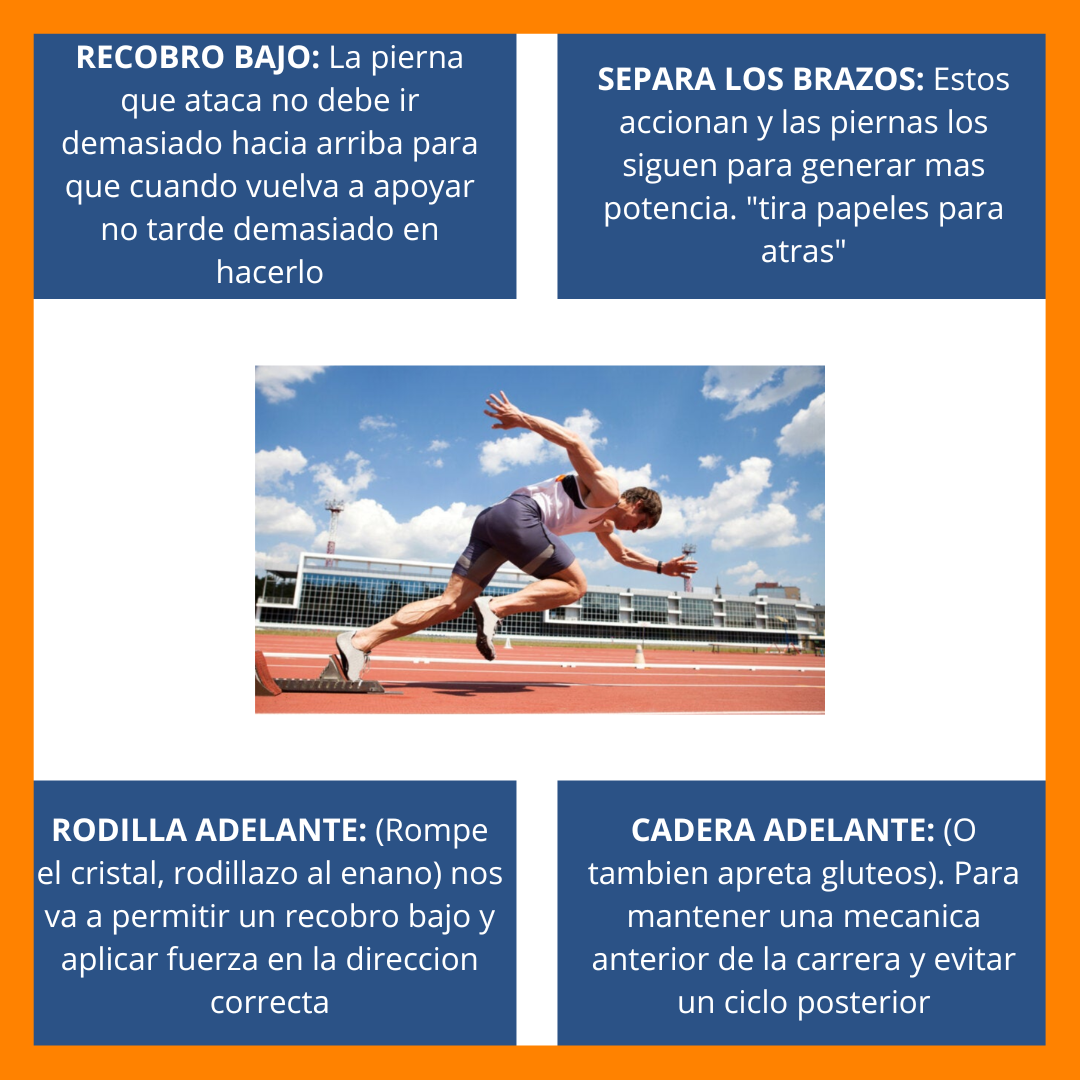 RECOBRO BAJO: La pierna
que ataca no debe ir
demasiado hacia arriba para
que cuando vuelva a apoyar
no tarde demasiado en
hacerlo
SEPARA LOS BRAZOS: Estos
accionan y las piernas los
siguen para generar mas
potencia. "tira papeles para
atras"
RODILLA ADELANTE: (Rompe
el cristal, rodillazo al enano) nos
va a permitir un recobro bajo y
aplicar fuerza en la direccion
correcta
CADERA ADELANTE: (O
tambien apreta gluteos). Para
mantener una mecanica
anterior de la carrera y evitar
un ciclo posterior